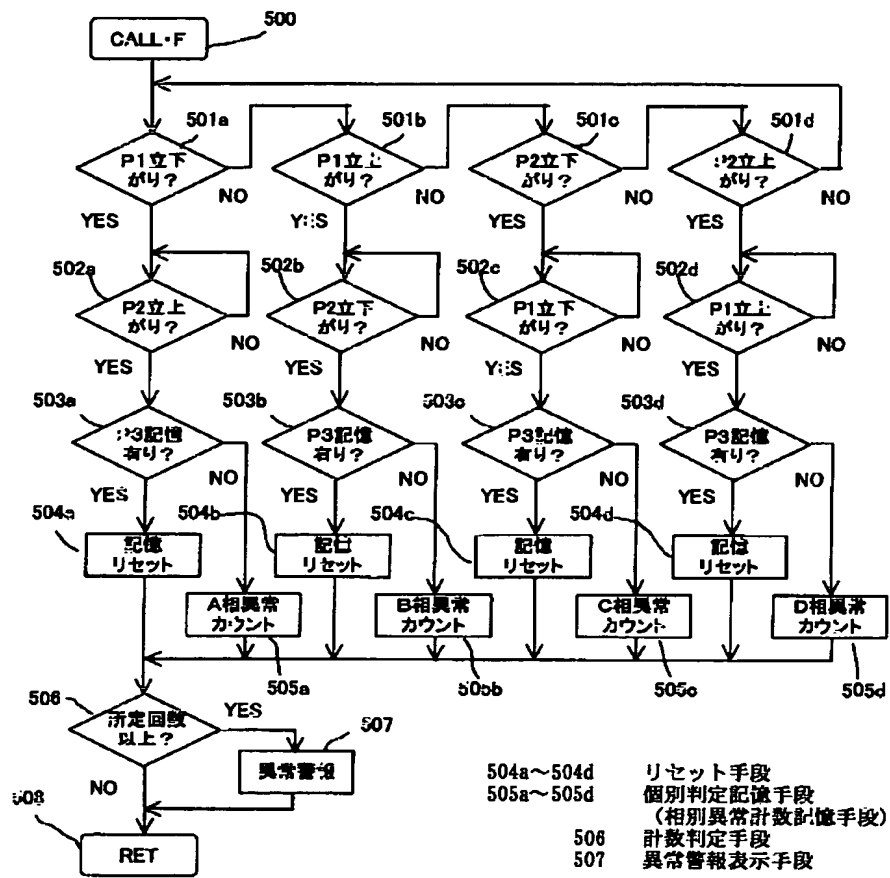 CALL・F
500
501a
501b
501c
501d
P1立下
がり?
P1立上
がり?
P2立下
がり?
P2立上
がり?
NO
NO
NO
NO
YES
YES
YES
YES
502a
502b
502c
502d
P2立上
がり?
P2立下
がり?
P1立下
がり?
P1立上
がり?
NO
NO
NO
NO
YES
YES
YES
YES
503a
503b
503c
503d
P3記憶
有り?
P3記憶
有り?
P3記憶
有り?
P3記憶
有り?
NO
NO
NO
NO
YES
YES
YES
YES
504a
504b
504c
504d
記憶
リセット
記憶
リセット
記憶
リセット
記憶
リセット
A相異常
カウント
B相異常
カウント
C相異常
カウント
D相異常
カウント
505a
505b
505c
505d
506
所定回数
以上?
YES
507
異常警報
NO
508
RET
504a~504d リセット手段
505a~505d 個別判定記憶手段
(相別異常計数記憶手段)
506 計数判定手段
507 異常警報表示手段